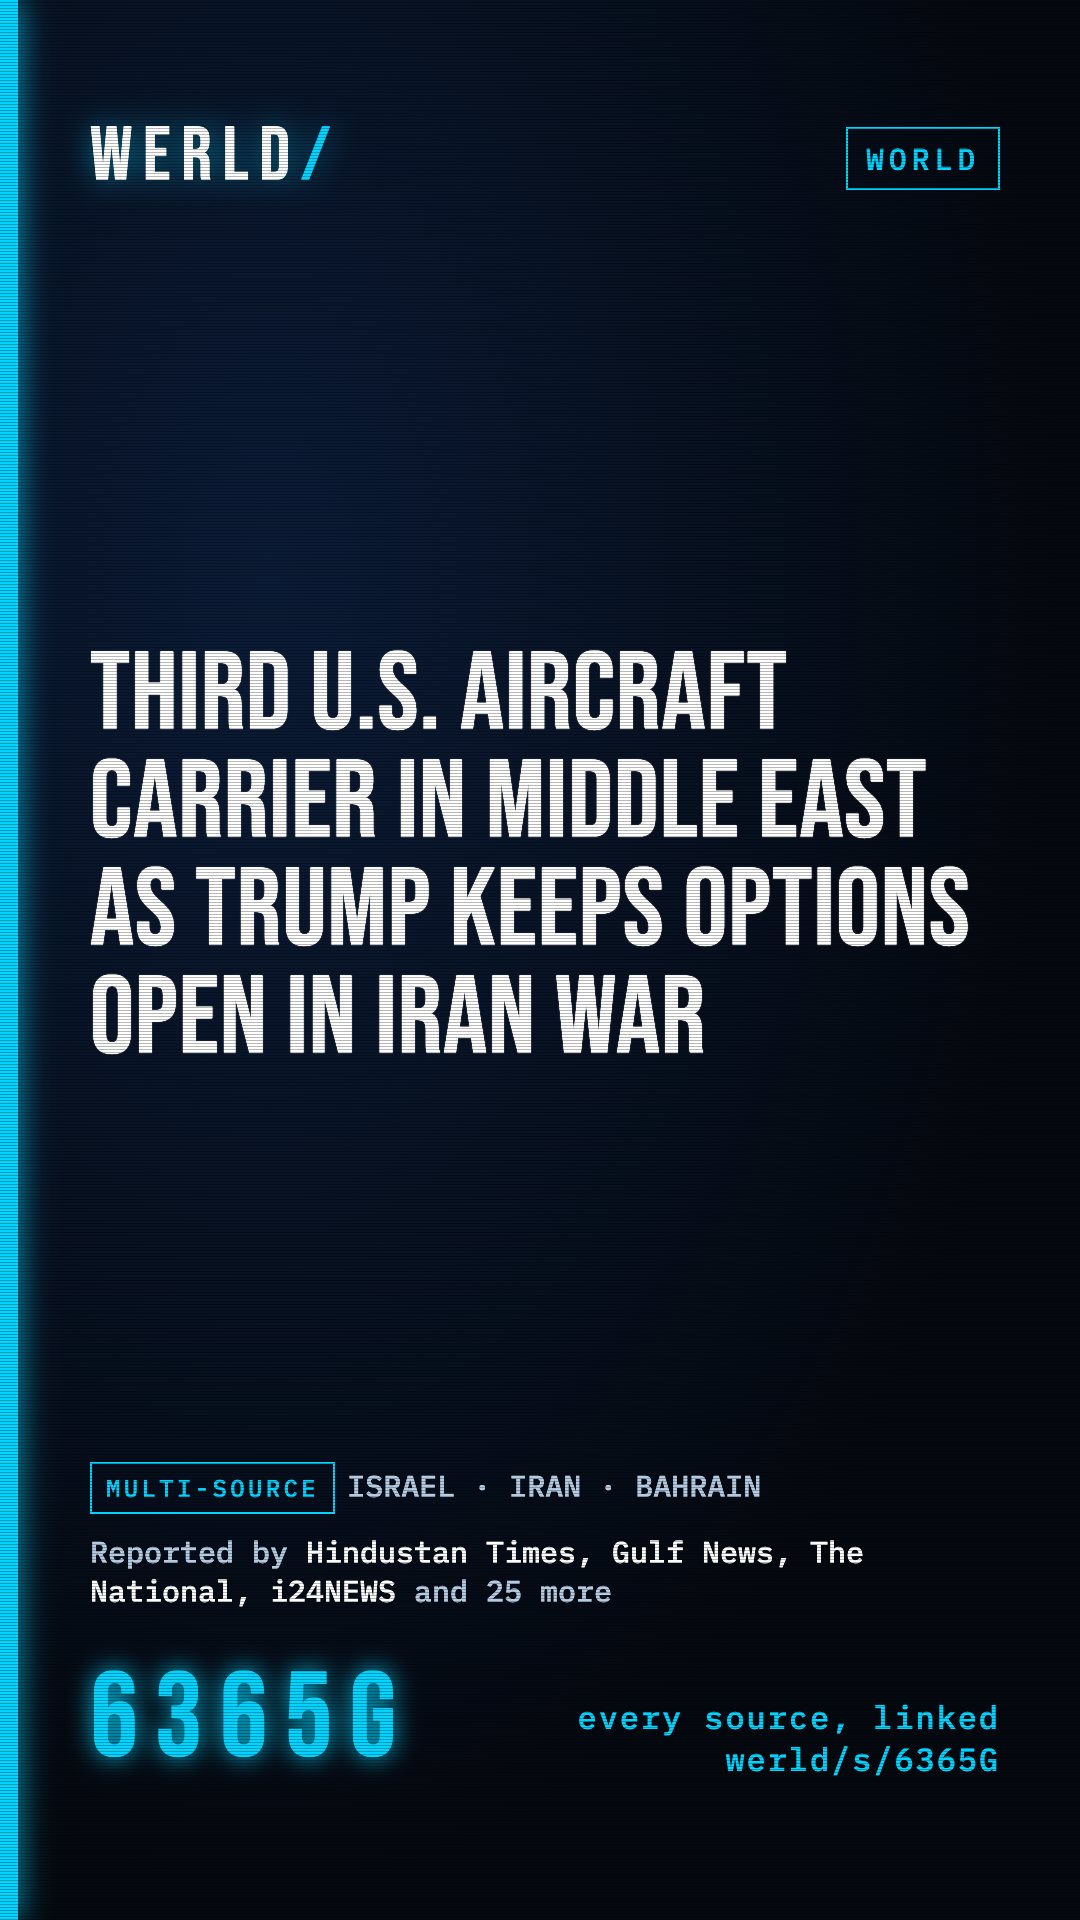 WERLD/
WORLD
THIRD U.S. AIRCRAFT
CARRIER IN MIDDLE EAST
AS TRUMP KEEPS OPTIONS
OPEN IN IRAN WAR
MULTI-SOURCE ISRAEL · IRAN · BAHRAIN
Reported by Hindustan Times, Gulf News, The
National, i24NEWS and 25 more
6365G
every source, linked
werld/s/6365G